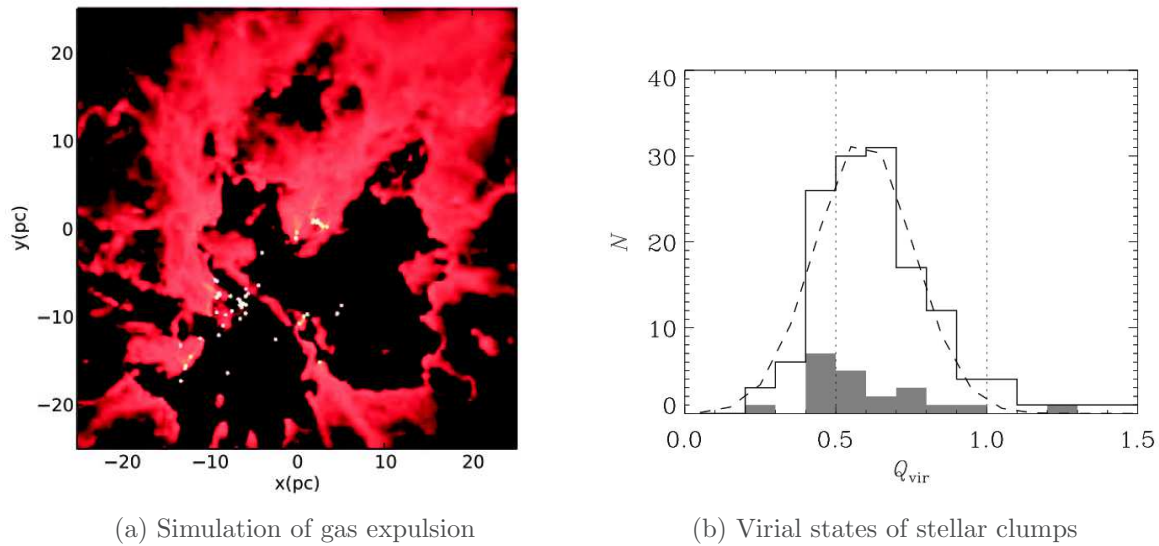 20
10
0
−10
−20
y(pc)
−20 −10 0 10 20
x(pc)
(a) Simulation of gas expulsion
40
30
20
10
0
N
0.0 0.5 1.0 1.5
Qvir
(b) Virial states of stellar clumps